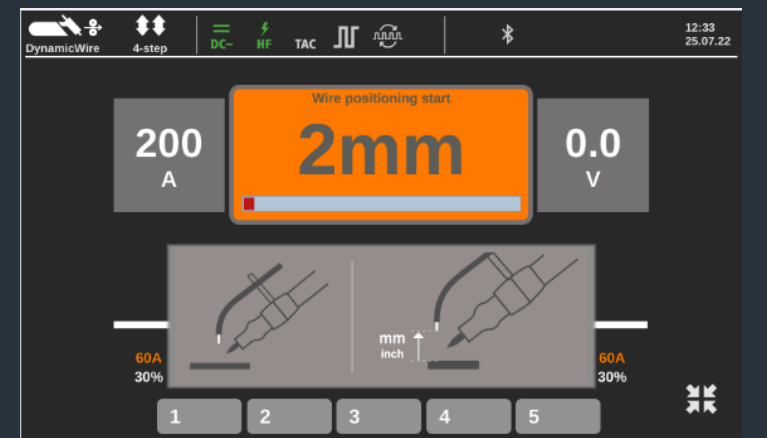 DynamicWire
4-step
DC-
HF
TAC
12:33
25.07.22
200
A
Wire positioning start
2mm
0.0
V
mm
inch
60A
30%
60A
30%
1
2
3
4
5